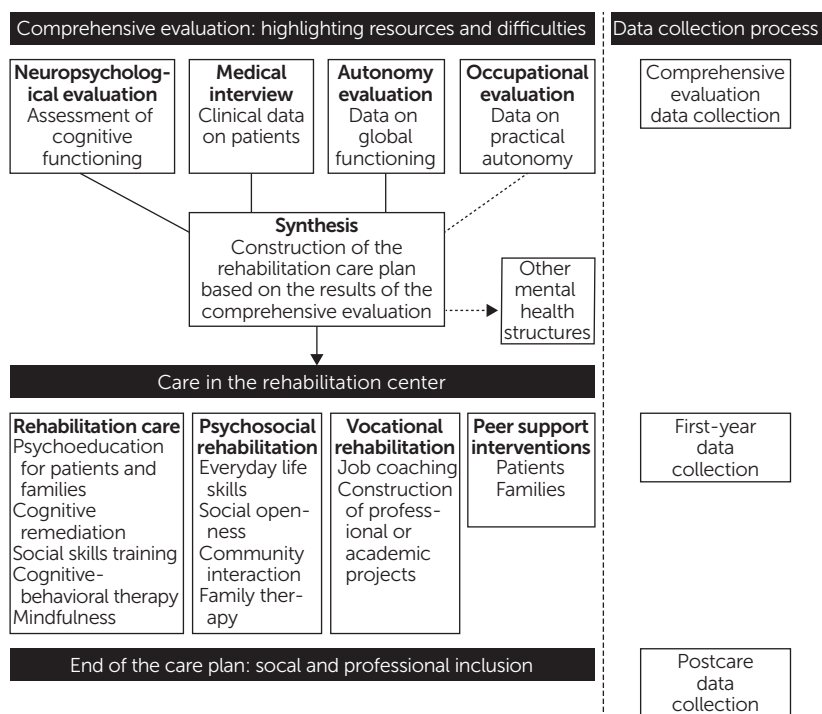 Comprehensive evaluation: highlighting resources and difficulties
Data collection process
Neuropsycholog-
ical evaluation
Assessment of
cognitive
functioning
Medical
interview
Clinical data
on patients
Autonomy
evaluation
Data on
global
functioning
Occupational
evaluation
Data on
practical
autonomy
Comprehensive
evaluation
data collection
Synthesis
Construction of the
rehabilitation care plan
based on the results of the
comprehensive evaluation
Other
mental
health
structures
Care in the rehabilitation center
Rehabilitation care
Psychoeducation
for patients and
families
Cognitive
remediation
Social skills training
Cognitive-
behavioral therapy
Mindfulness
Psychosocial
rehabilitation
Everyday life
skills
Social open-
ness
Community
interaction
Family ther-
apy
Vocational
rehabilitation
Job coaching
Construction
of profess-
ional or
academic
projects
Peer support
interventions
Patients
Families
First-year
data
collection
End of the care plan: socal and professional inclusion
Postcare
data
collection